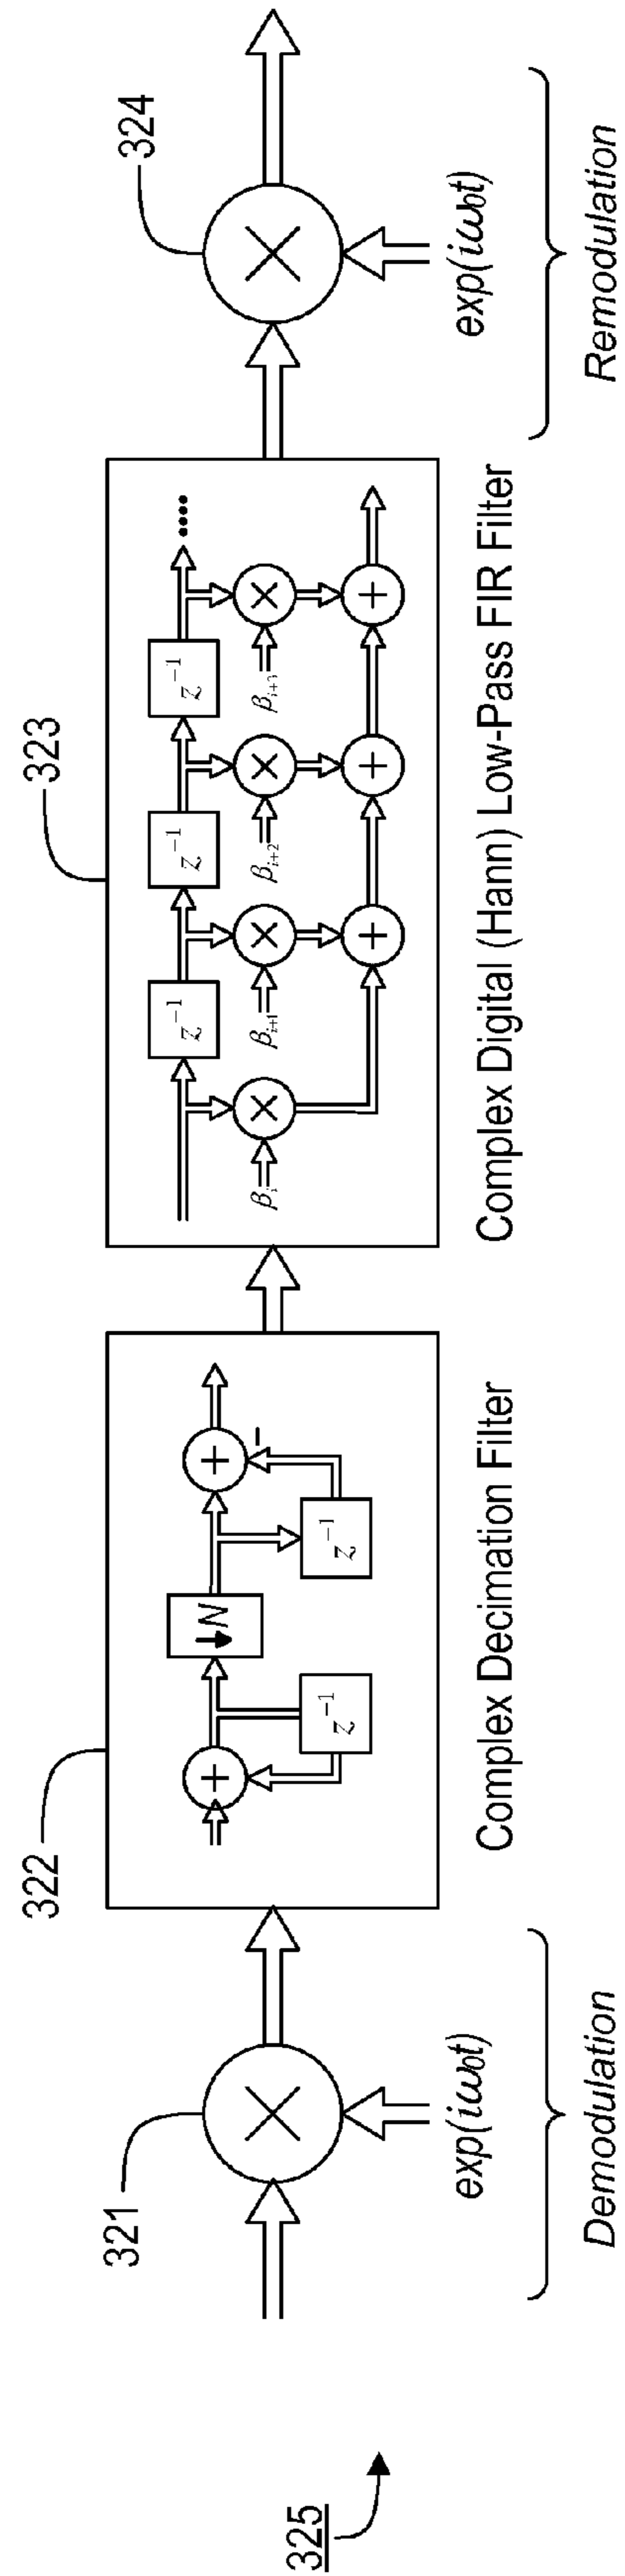 325
321
exp(iω₀t)
Demodulation
322
+
z⁻¹
↓N
z⁻¹
+
−
Complex Decimation Filter
323
z⁻¹
z⁻¹
z⁻¹
....
×
×
×
×
βᵢ
βᵢ₊₁
βᵢ₊₂
βᵢ₊₃
+
+
+
Complex Digital (Hann) Low-Pass FIR Filter
324
exp(iω₀t)
Remodulation